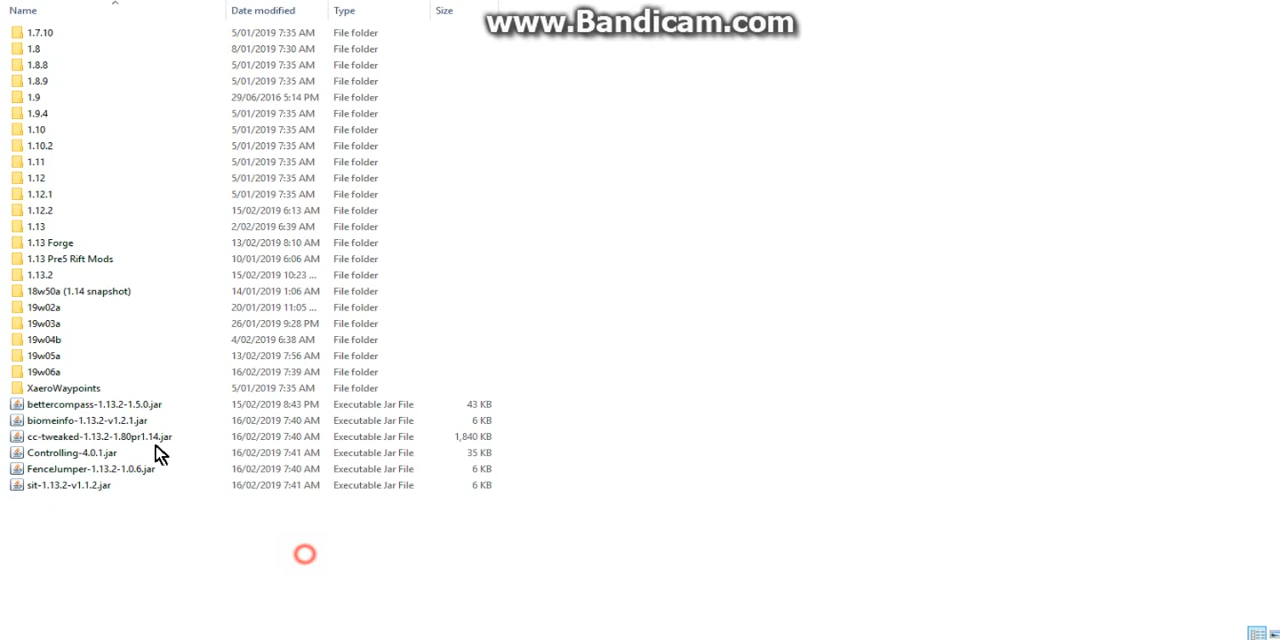 www.Bandicam.com
Name Date modified Type Size
1.7.10 5/01/2019 7:35 AM File folder
1.8 8/01/2019 7:30 AM File folder
1.8.8 5/01/2019 7:35 AM File folder
1.8.9 5/01/2019 7:35 AM File folder
1.9 29/06/2016 5:14 PM File folder
1.9.4 5/01/2019 7:35 AM File folder
1.10 5/01/2019 7:35 AM File folder
1.10.2 5/01/2019 7:35 AM File folder
1.11 5/01/2019 7:35 AM File folder
1.12 5/01/2019 7:35 AM File folder
1.12.1 5/01/2019 7:35 AM File folder
1.12.2 15/02/2019 6:13 AM File folder
1.13 2/02/2019 6:39 AM File folder
1.13 Forge 13/02/2019 8:10 AM File folder
1.13 Pre5 Rift Mods 10/01/2019 6:06 AM File folder
1.13.2 15/02/2019 10:23 ... File folder
18w50a (1.14 snapshot) 14/01/2019 1:06 AM File folder
19w02a 20/01/2019 11:05 ... File folder
19w03a 26/01/2019 9:28 PM File folder
19w04b 4/02/2019 6:38 AM File folder
19w05a 13/02/2019 7:56 AM File folder
19w06a 16/02/2019 7:39 AM File folder
XaeroWaypoints 5/01/2019 7:35 AM File folder
bettercompass-1.13.2-1.5.0.jar 15/02/2019 8:43 PM Executable Jar File 43 KB
biomeinfo-1.13.2-v1.2.1.jar 16/02/2019 7:40 AM Executable Jar File 6 KB
cc-tweaked-1.13.2-1.80pr1.14.jar 16/02/2019 7:40 AM Executable Jar File 1,840 KB
Controlling-4.0.1.jar 16/02/2019 7:41 AM Executable Jar File 35 KB
FenceJumper-1.13.2-1.0.6.jar 16/02/2019 7:40 AM Executable Jar File 6 KB
sit-1.13.2-v1.1.2.jar 16/02/2019 7:41 AM Executable Jar File 6 KB